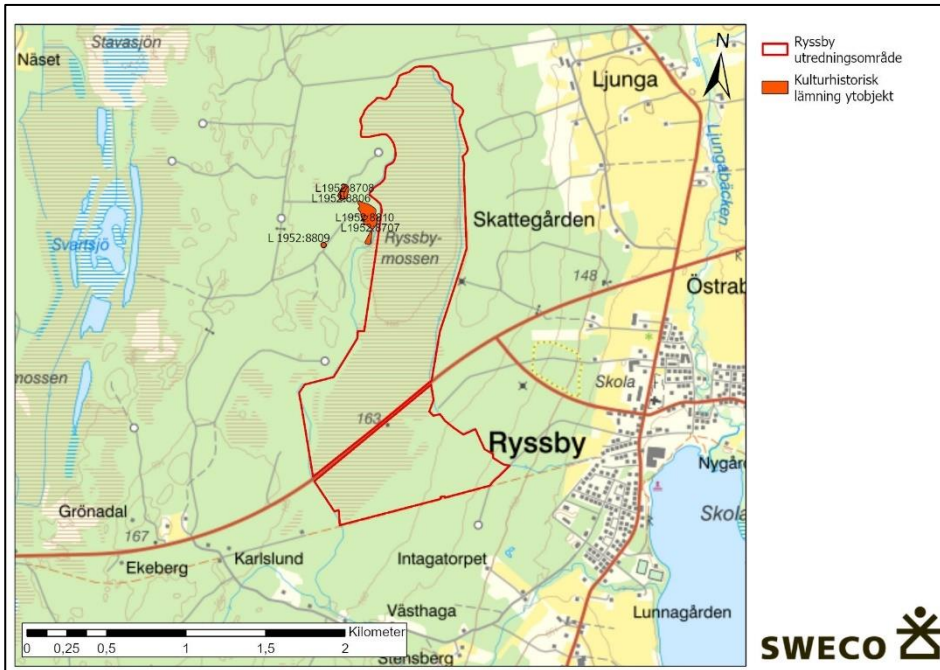 Stavasjön
Näset
Ljunga
N
Ryssby
utredningsområde
Kulturhistorisk
lämning ytobjekt
Ljungabäcken
L1952:8708
L1952:8806
L1952:8810
L1952:8707
L 1952:8809
Skattegården
Svartsjö
Ryssby-
mossen
148
Östrab
mossen
Skola
163
Ryssby
Nygård
Skola
Grönadal
167
Ekeberg
Karlslund
Intagatorpet
Västhaga
Lunnagården
Stensberg
Kilometer
0 0,25 0,5 1 1,5 2
SWECO